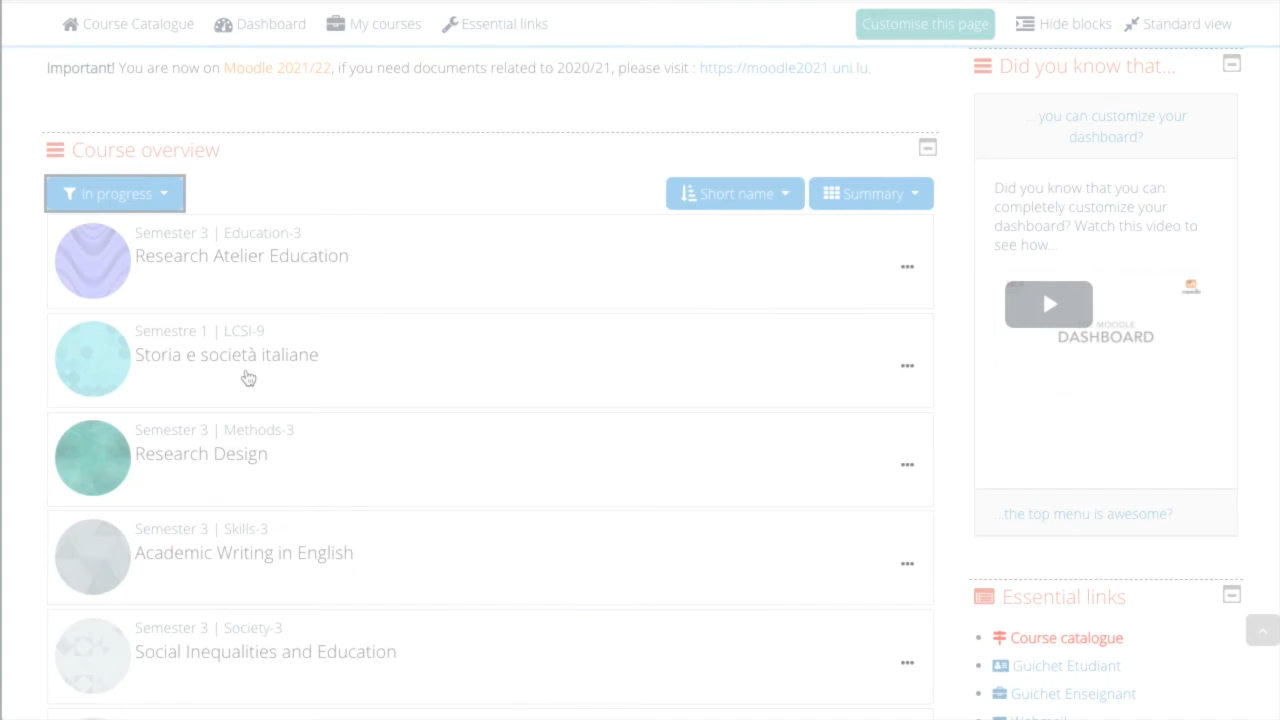 Course Catalogue Dashboard My courses Essential links Customise this page Hide blocks Standard view
Important! You are now on Moodle 2021/22, if you need documents related to 2020/21, please visit : https://moodle2021.uni.lu.
Course overview
In progress Short name Summary
Semester 3 | Education-3
Research Atelier Education
Semestre 1 | LCSI-9
Storia e società italiane
Semester 3 | Methods-3
Research Design
Semester 3 | Skills-3
Academic Writing in English
Semester 3 | Society-3
Social Inequalities and Education
Did you know that...
...you can customize your
dashboard?
Did you know that you can
completely customize your
dashboard? Watch this video to
see how...
MOODLE
DASHBOARD
...the top menu is awesome?
Essential links
Course catalogue
Guichet Etudiant
Guichet Enseignant
Webmail